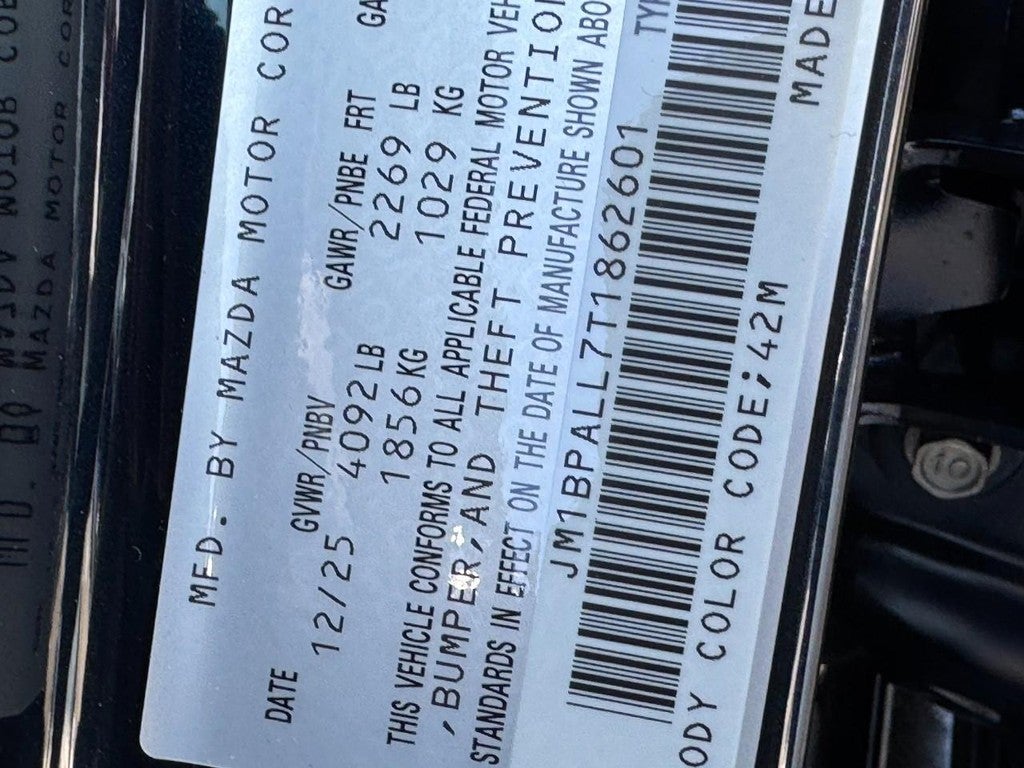 MFD. BY MAZDA MOTOR COR
DATE GVWR/PNBV GAWR/PNBE FRT GA
12/25 4092LB 2269 LB
1856KG 1029 KG
THIS VEHICLE CONFORMS TO ALL APPLICABLE FEDERAL MOTOR VEH
,BUMPER,AND THEFT PREVENTION
STANDARDS IN EFFECT ON THE DATE OF MANUFACTURE SHOWN ABO
JM1BPALL7T1862601 TYP
ODY COLOR CODE;42M MADE